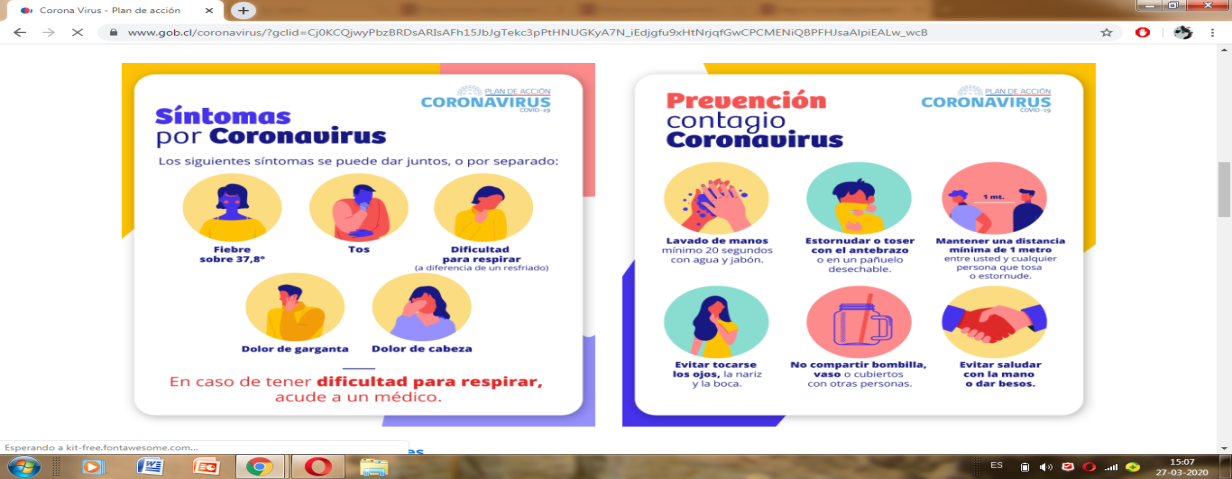 Corona Virus - Plan de acción
www.gob.cl/coronavirus/?gclid=Cj0KCQjwyPbzBRDsARIsAFh15JbJgTekc3pPtHNUGKyA7N_iEdjgfu9xHtNrjqfGwCPCMENiQBPFHJsaAlpiEALw_wcB
PLAN DE ACCIÓN
CORONAVIRUS
COVID-19
Síntomas
por Coronavirus
Los siguientes síntomas se puede dar juntos, o por separado:
Fiebre
sobre 37,8°
Tos
Dificultad
para respirar
(a diferencia de un resfriado)
Dolor de garganta
Dolor de cabeza
En caso de tener dificultad para respirar,
acude a un médico.
PLAN DE ACCIÓN
CORONAVIRUS
COVID-19
Prevención
contagio
Coronavirus
Lavado de manos
mínimo 20 segundos
con agua y jabón.
Estornudar o toser
con el antebrazo
o en un pañuelo
desechable.
1 mt.
Mantener una distancia
mínima de 1 metro
entre usted y cualquier
persona que tosa
o estornude.
Evitar tocarse
los ojos, la nariz
y la boca.
No compartir bombilla,
vaso o cubiertos
con otras personas.
Evitar saludar
con la mano
o dar besos.
Esperando a kit-free.fontawesome.com...
ES
15:07
27-03-2020